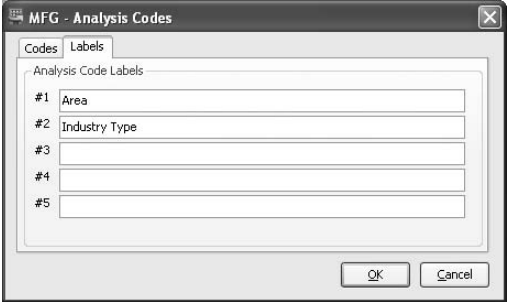 MFG - Analysis Codes
Codes Labels
Analysis Code Labels
#1 Area
#2 Industry Type
#3
#4
#5
OK Cancel